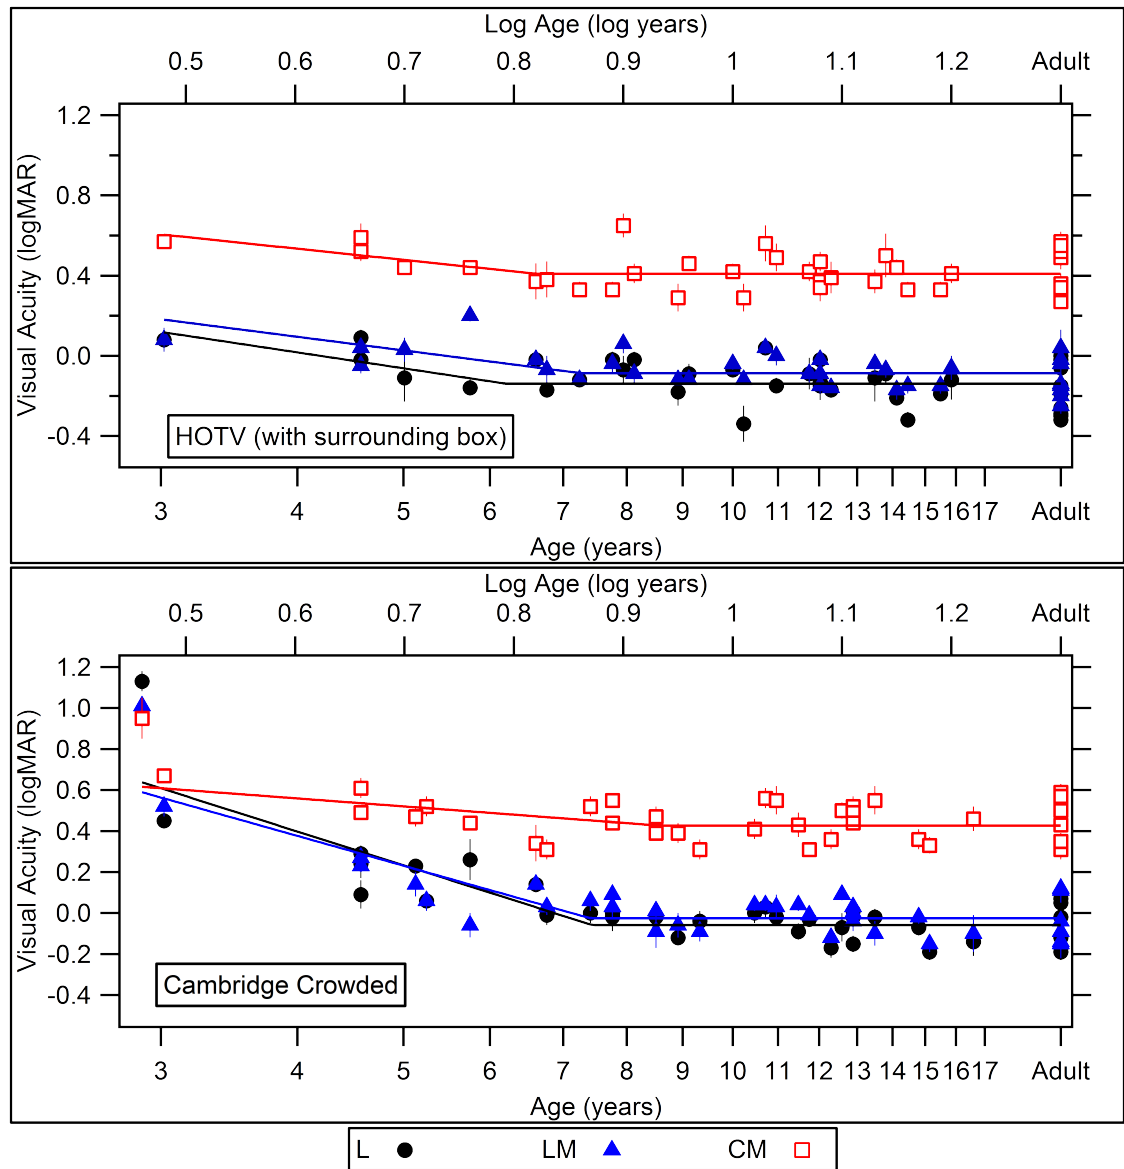 Log Age (log years)
0.5 0.6 0.7 0.8 0.9 1 1.1 1.2 Adult
1.2
0.8
0.4
0.0
-0.4
Visual Acuity (logMAR)
HOTV (with surrounding box)
3 4 5 6 7 8 9 10 11 12 13 14 15 16 17 Adult
Age (years)
Log Age (log years)
0.5 0.6 0.7 0.8 0.9 1 1.1 1.2 Adult
1.2
1.0
0.8
0.6
0.4
0.2
0.0
-0.2
-0.4
Visual Acuity (logMAR)
Cambridge Crowded
3 4 5 6 7 8 9 10 11 12 13 14 15 16 17 Adult
Age (years)
L LM CM